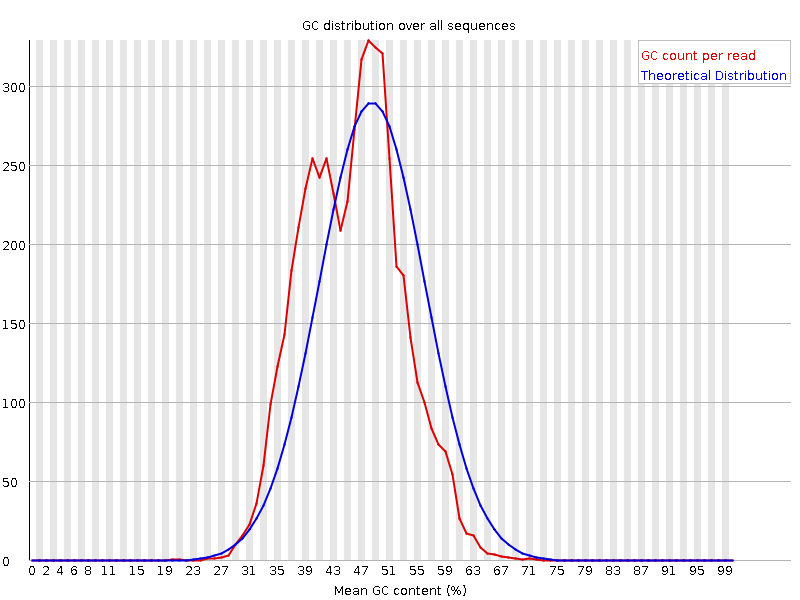 GC distribution over all sequences
GC count per read
Theoretical Distribution
300
250
200
150
100
50
0
0 2 4 6 8 11 15 19 23 27 31 35 39 43 47 51 55 59 63 67 71 75 79 83 87 91 95 99
Mean GC content (%)